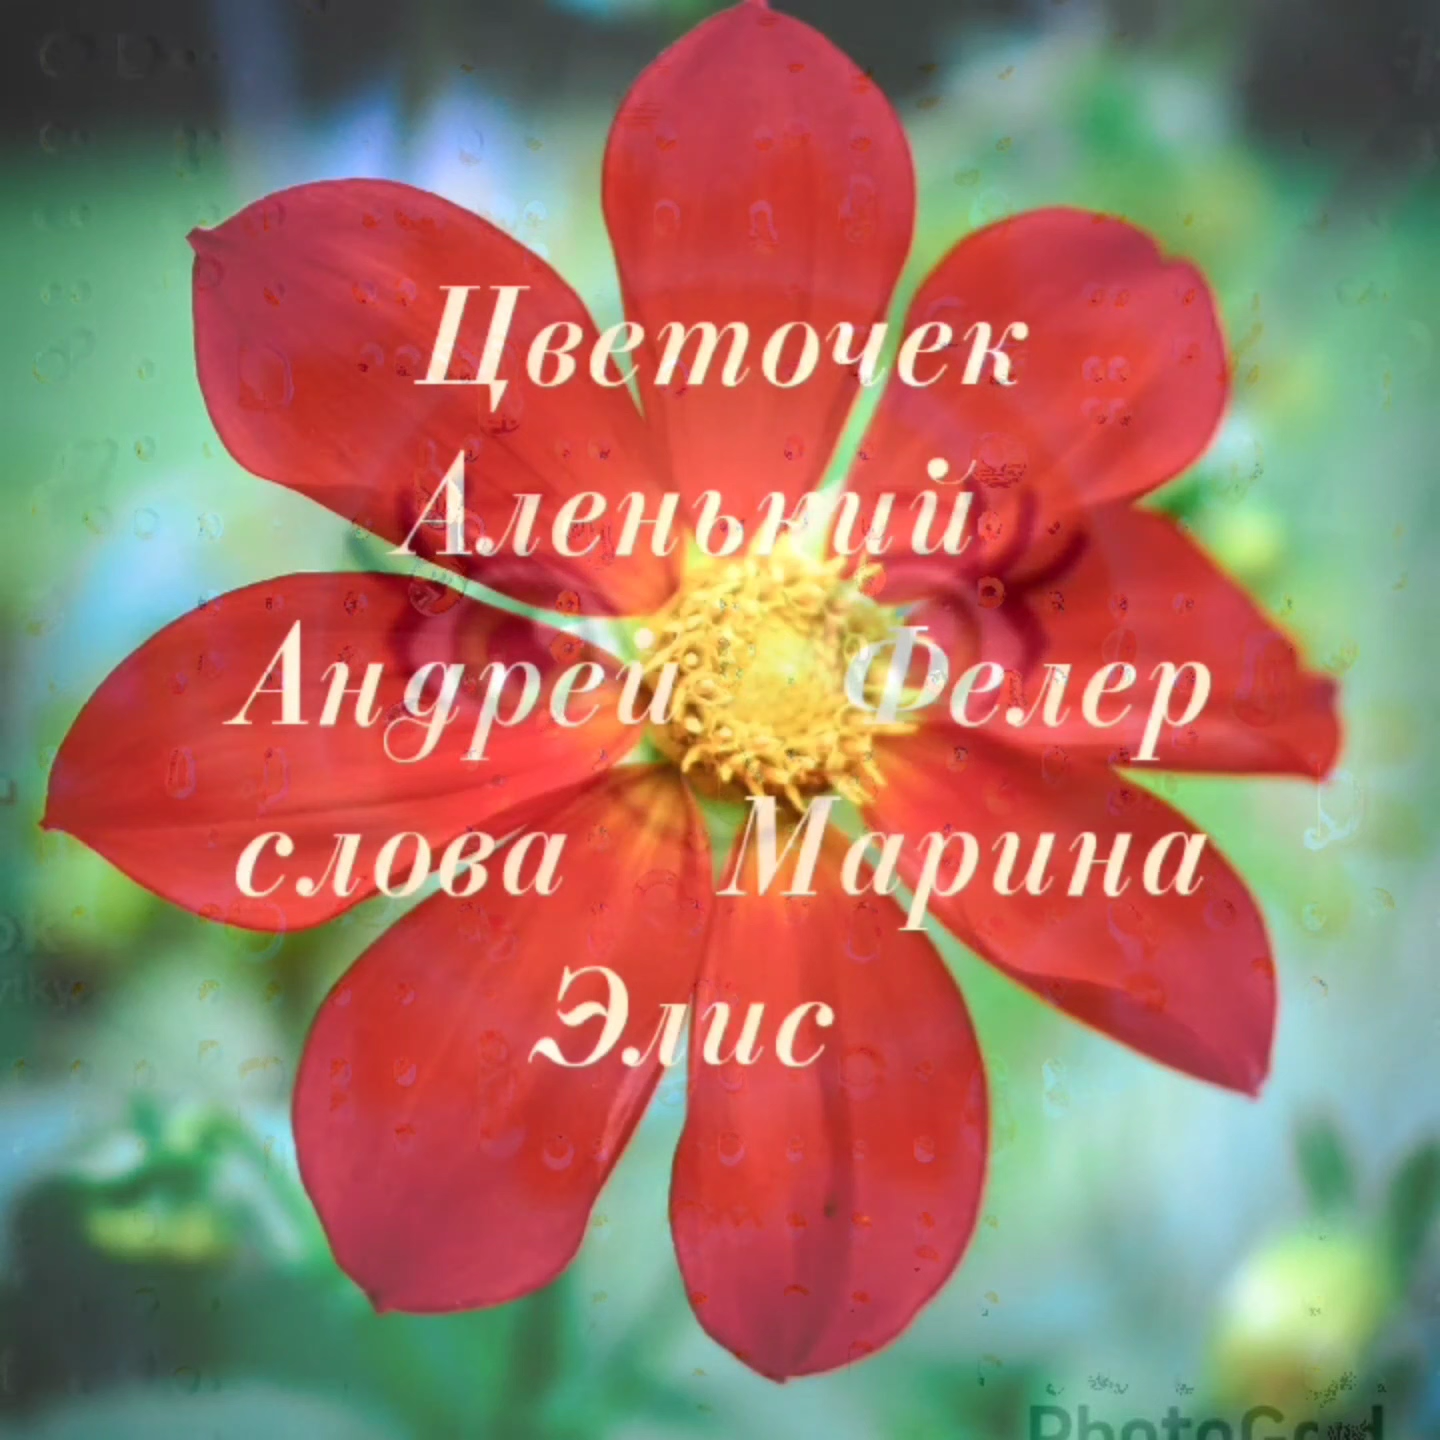 Цветочек
Аленький
Андрей Фелер
слова Марина
Элис